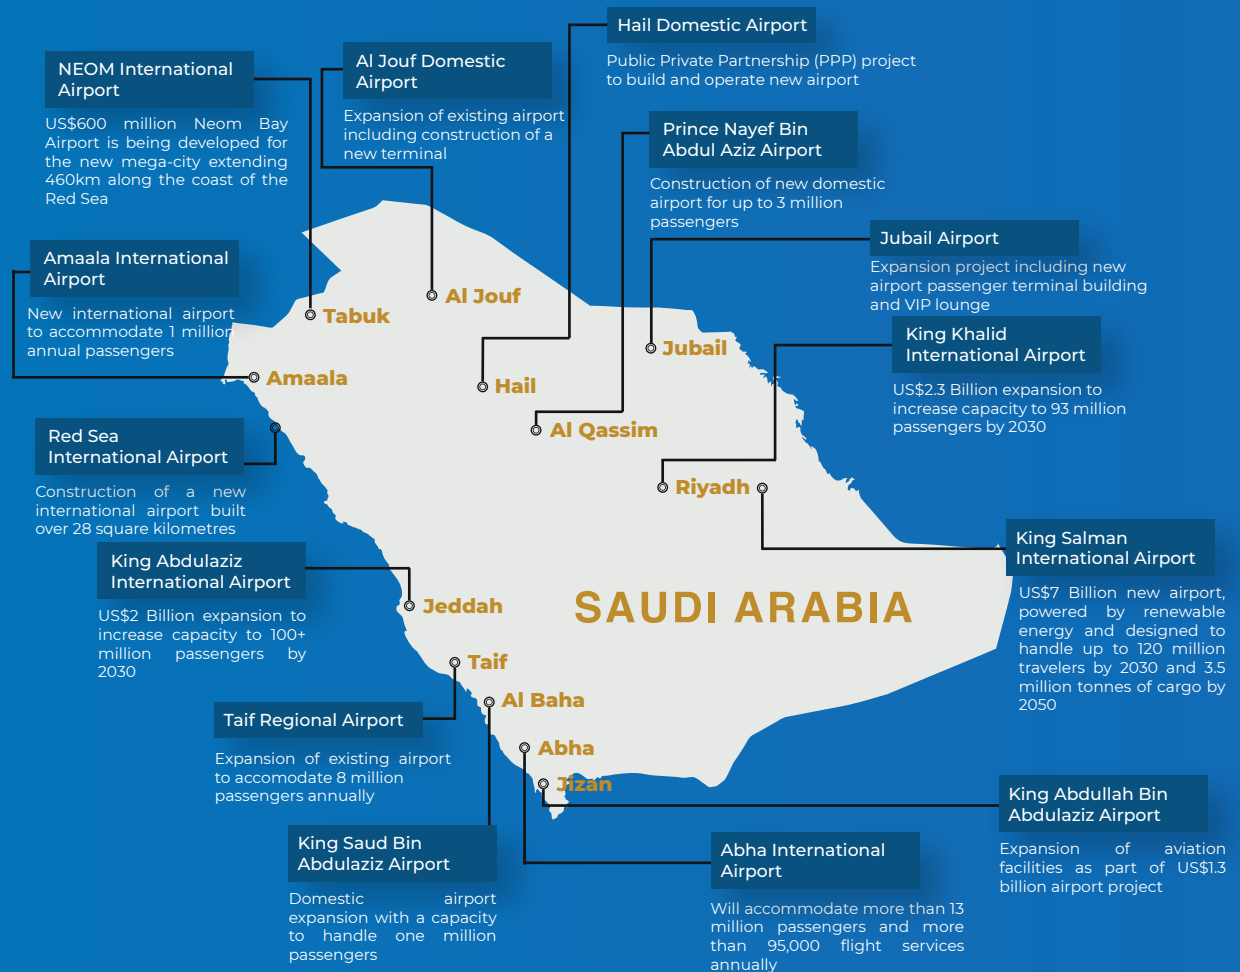 Hail Domestic Airport
Public Private Partnership (PPP) project
to build and operate new airport
Al Jouf Domestic
Airport
Expansion of existing airport
including construction of a
new terminal
NEOM International
Airport
US$600 million Neom Bay
Airport is being developed for
the new mega-city extending
460km along the coast of the
Red Sea
Prince Nayef Bin
Abdul Aziz Airport
Construction of new domestic
airport for up to 3 million
passengers
Jubail Airport
Expansion project including new
airport passenger terminal building
and VIP lounge
Amaala International
Airport
New international airport
to accommodate 1 million
annual passengers
King Khalid
International Airport
US$2.3 Billion expansion to
increase capacity to 93 million
passengers by 2030
Al Jouf
Tabuk
Jubail
Amaala
Hail
Al Qassim
Riyadh
Red Sea
International Airport
Construction of a new
international airport built
over 28 square kilometres
King Abdulaziz
International Airport
US$2 Billion expansion to
increase capacity to 100+
million passengers by
2030
King Salman
International Airport
US$7 Billion new airport,
powered by renewable
energy and designed to
handle up to 120 million
travelers by 2030 and 3.5
million tonnes of cargo by
2050
Jeddah
SAUDI ARABIA
Taif
Al Baha
Abha
Jizan
Taif Regional Airport
Expansion of existing airport
to accomodate 8 million
passengers annually
King Saud Bin
Abdulaziz Airport
Domestic airport
expansion with a capacity
to handle one million
passengers
Abha International
Airport
Will accommodate more than 13
million passengers and more
than 95,000 flight services
annually
King Abdullah Bin
Abdulaziz Airport
Expansion of aviation
facilities as part of US$1.3
billion airport project